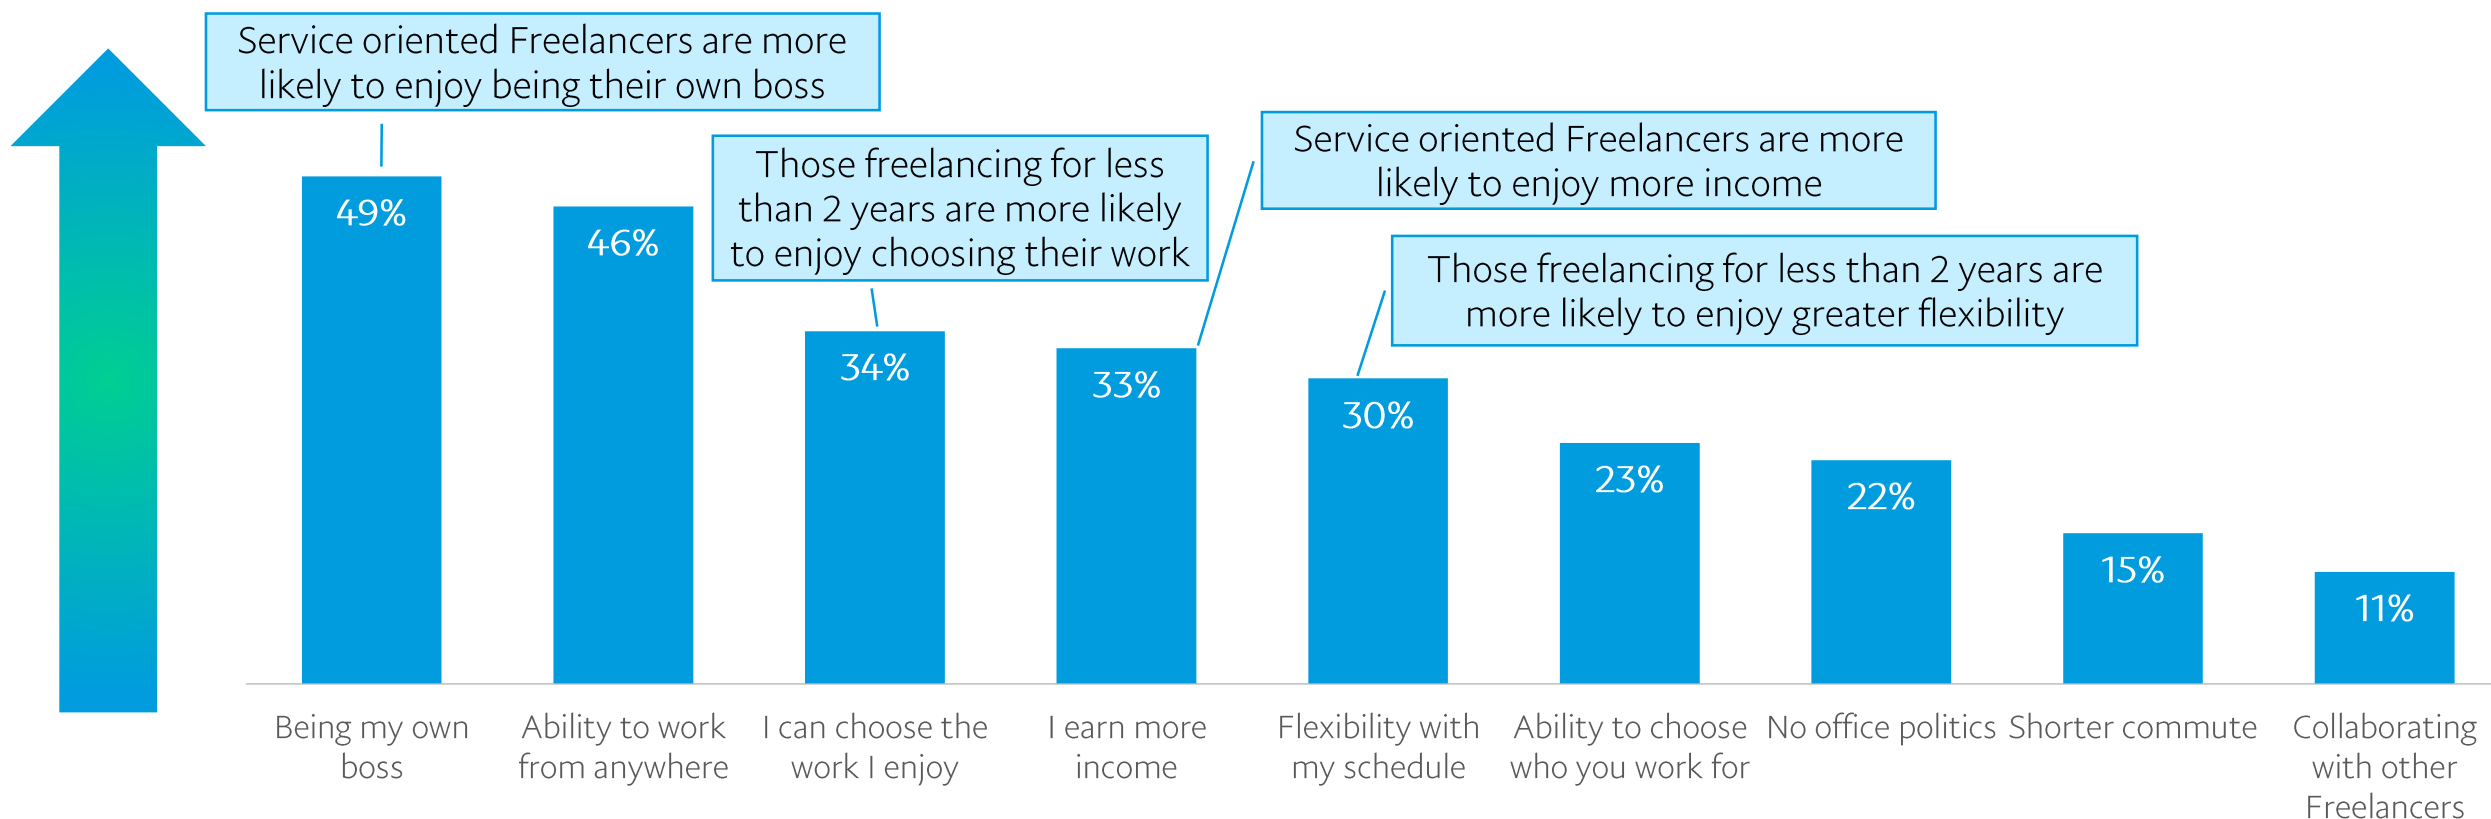 Service oriented Freelancers are more
likely to enjoy being their own boss
Those freelancing for less
than 2 years are more likely
to enjoy choosing their work
Service oriented Freelancers are more
likely to enjoy more income
Those freelancing for less than 2 years are
more likely to enjoy greater flexibility
49%
46%
34%
33%
30%
23%
22%
15%
11%
Being my own
boss
Ability to work
from anywhere
I can choose the
work I enjoy
I earn more
income
Flexibility with
my schedule
Ability to choose
who you work for
No office politics
Shorter commute
Collaborating
with other
Freelancers